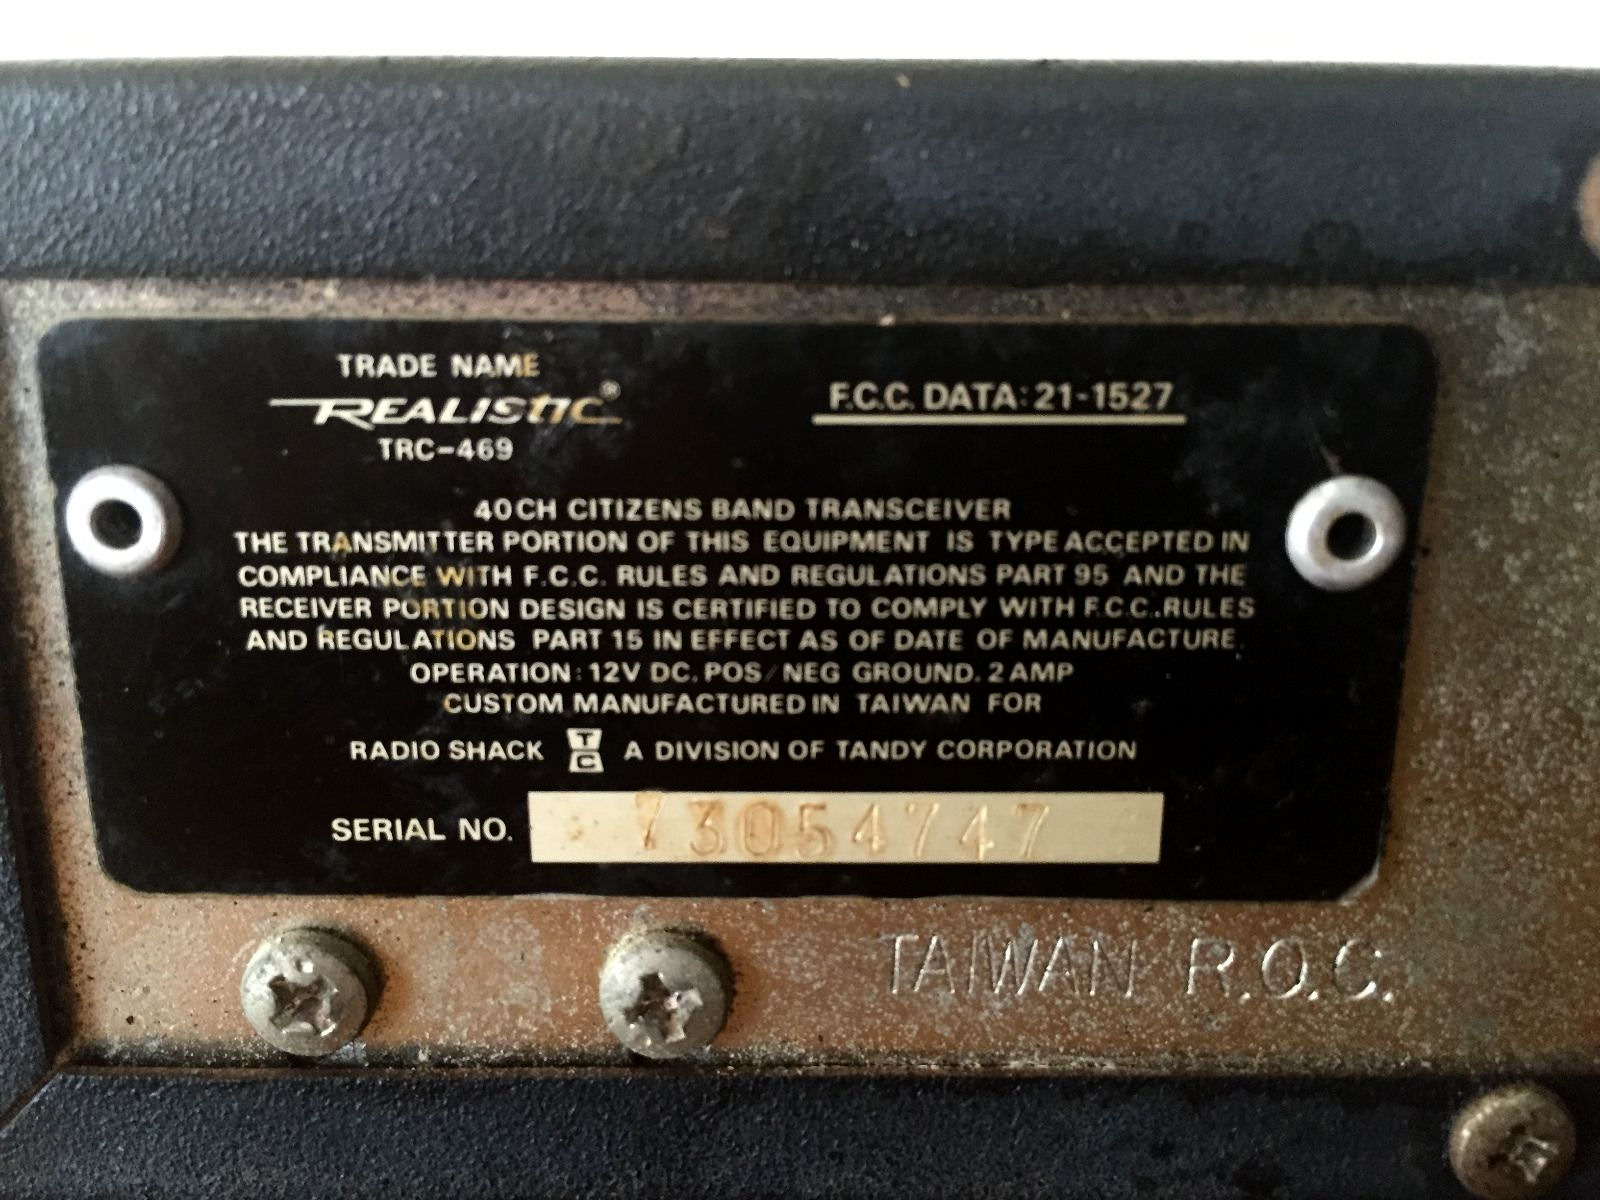 TRADE NAME
REALISTIC®
TRC-469
F.C.C. DATA: 21-1527
40CH CITIZENS BAND TRANSCEIVER
THE TRANSMITTER PORTION OF THIS EQUIPMENT IS TYPE ACCEPTED IN
COMPLIANCE WITH F.C.C. RULES AND REGULATIONS PART 95 AND THE
RECEIVER PORTION DESIGN IS CERTIFIED TO COMPLY WITH F.C.C. RULES
AND REGULATIONS PART 15 IN EFFECT AS OF DATE OF MANUFACTURE.
OPERATION: 12V DC, POS/NEG GROUND. 2 AMP
CUSTOM MANUFACTURED IN TAIWAN FOR
RADIO SHACK TC A DIVISION OF TANDY CORPORATION
SERIAL NO. 73054747
TAIWAN R.O.C.